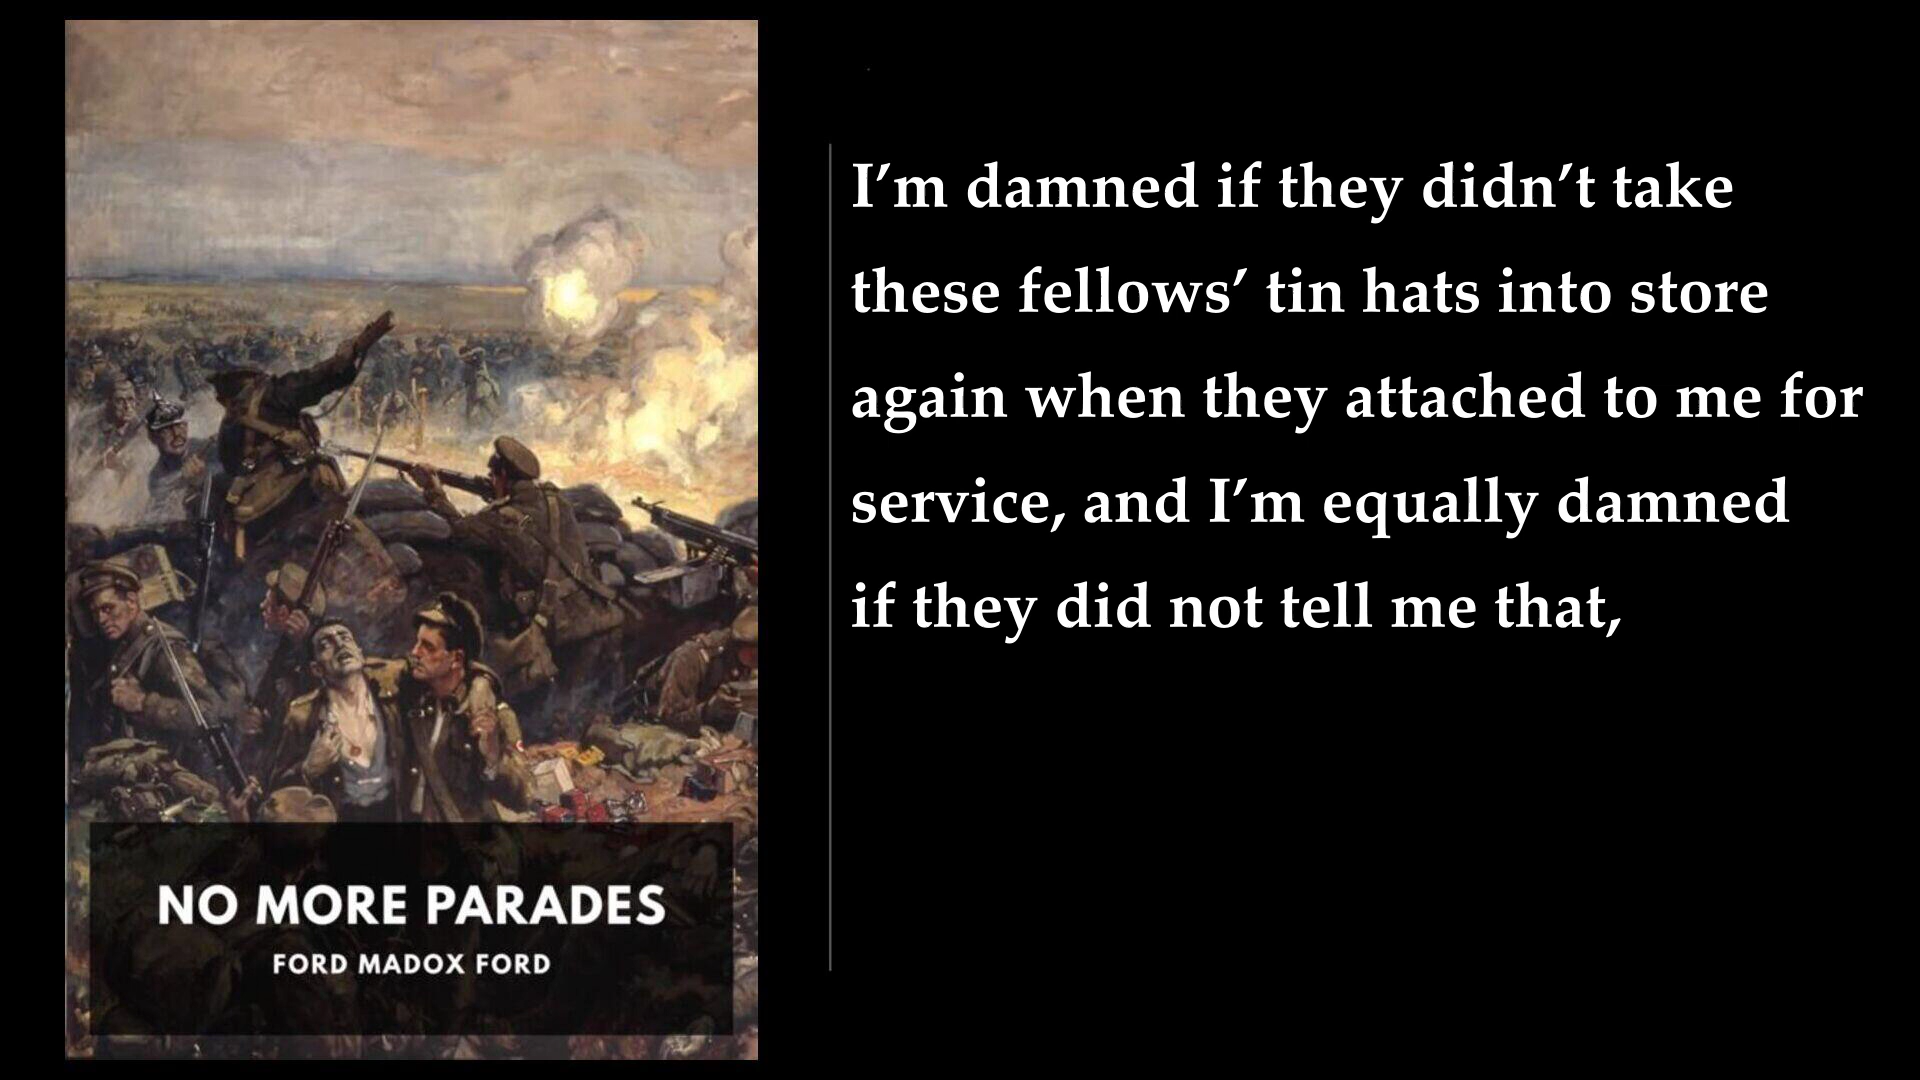 I’m damned if they didn’t take
these fellows’ tin hats into store
again when they attached to me for
service, and I’m equally damned
if they did not tell me that,
NO MORE PARADES
FORD MADOX FORD